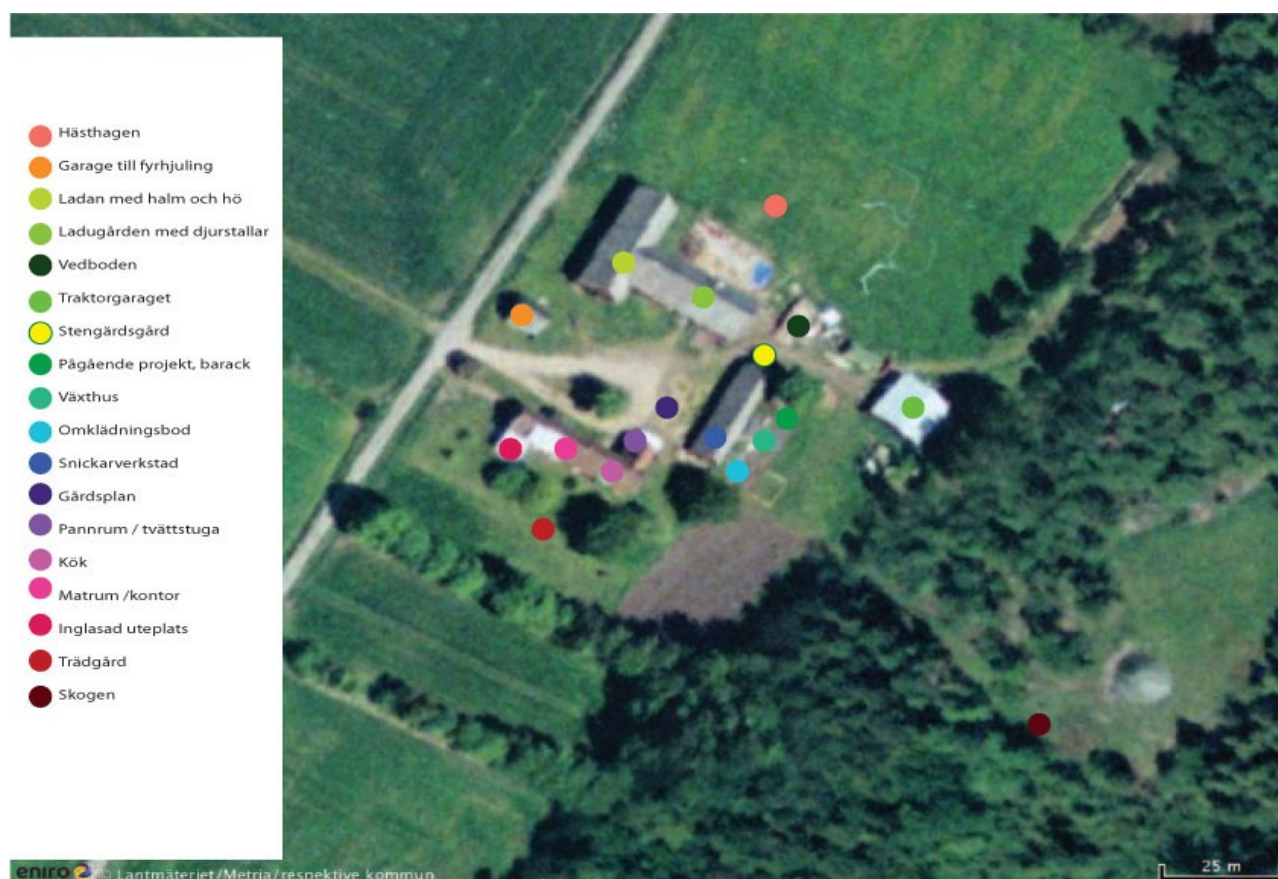 Hästhagen
Garage till fyrhjuling
Ladan med halm och hö
Ladugården med djurstallar
Vedboden
Traktorgaraget
Stengärdsgård
Pågående projekt, barack
Växthus
Omklädningsbod
Snickarverkstad
Gårdsplan
Pannrum / tvättstuga
Kök
Matrum /kontor
Inglasad uteplats
Trädgård
Skogen
eniro © Lantmäteriet/Metria/respektive kommun
25 m